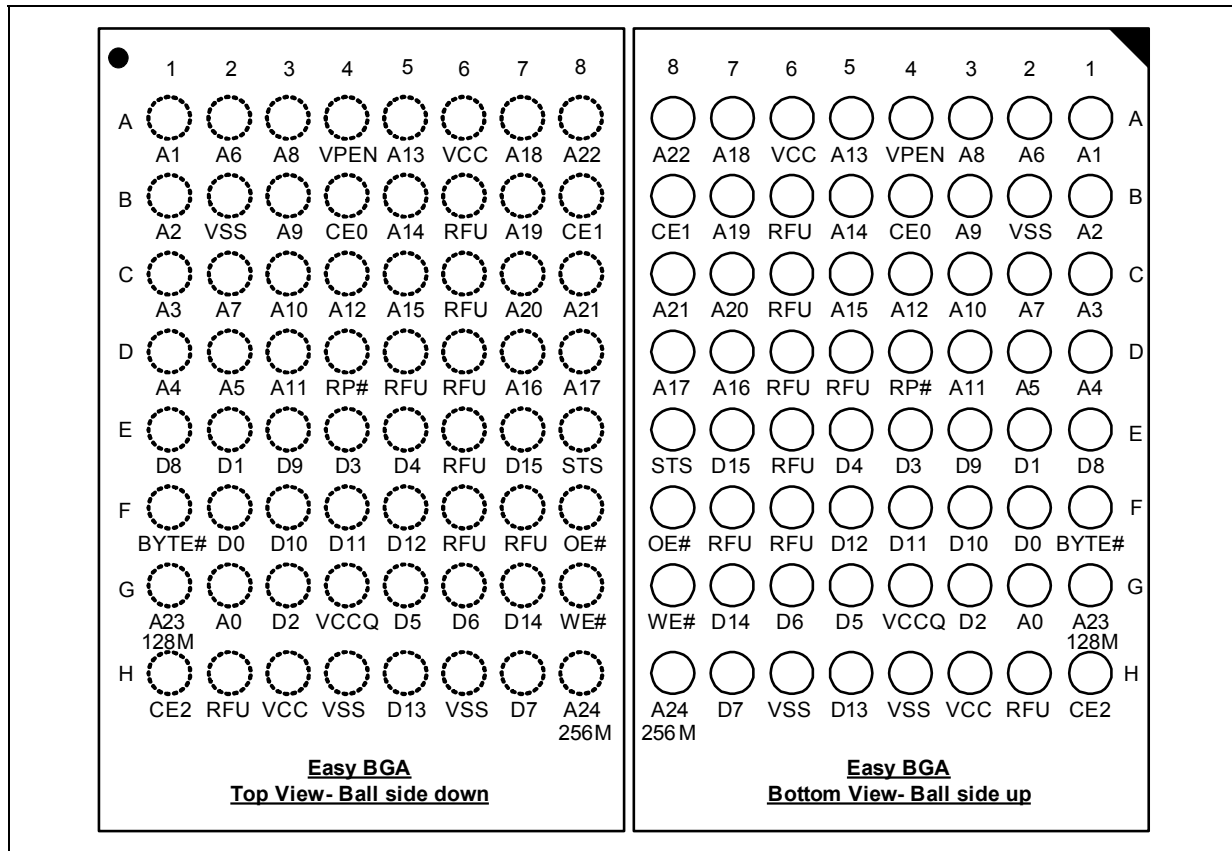 1 2 3 4 5 6 7 8
A
A1 A6 A8 VPEN A13 VCC A18 A22
B
A2 VSS A9 CE0 A14 RFU A19 CE1
C
A3 A7 A10 A12 A15 RFU A20 A21
D
A4 A5 A11 RP# RFU RFU A16 A17
E
D8 D1 D9 D3 D4 RFU D15 STS
F
BYTE# D0 D10 D11 D12 RFU RFU OE#
G
A23 A0 D2 VCCQ D5 D6 D14 WE#
128M
H
CE2 RFU VCC VSS D13 VSS D7 A24
256M
Easy BGA
Top View- Ball side down
8 7 6 5 4 3 2 1
A
A22 A18 VCC A13 VPEN A8 A6 A1
B
CE1 A19 RFU A14 CE0 A9 VSS A2
C
A21 A20 RFU A15 A12 A10 A7 A3
D
A17 A16 RFU RFU RP# A11 A5 A4
E
STS D15 RFU D4 D3 D9 D1 D8
F
OE# RFU RFU D12 D11 D10 D0 BYTE#
G
WE# D14 D6 D5 VCCQ D2 A0 A23
128M
H
A24 D7 VSS D13 VSS VCC RFU CE2
256M
Easy BGA
Bottom View- Ball side up